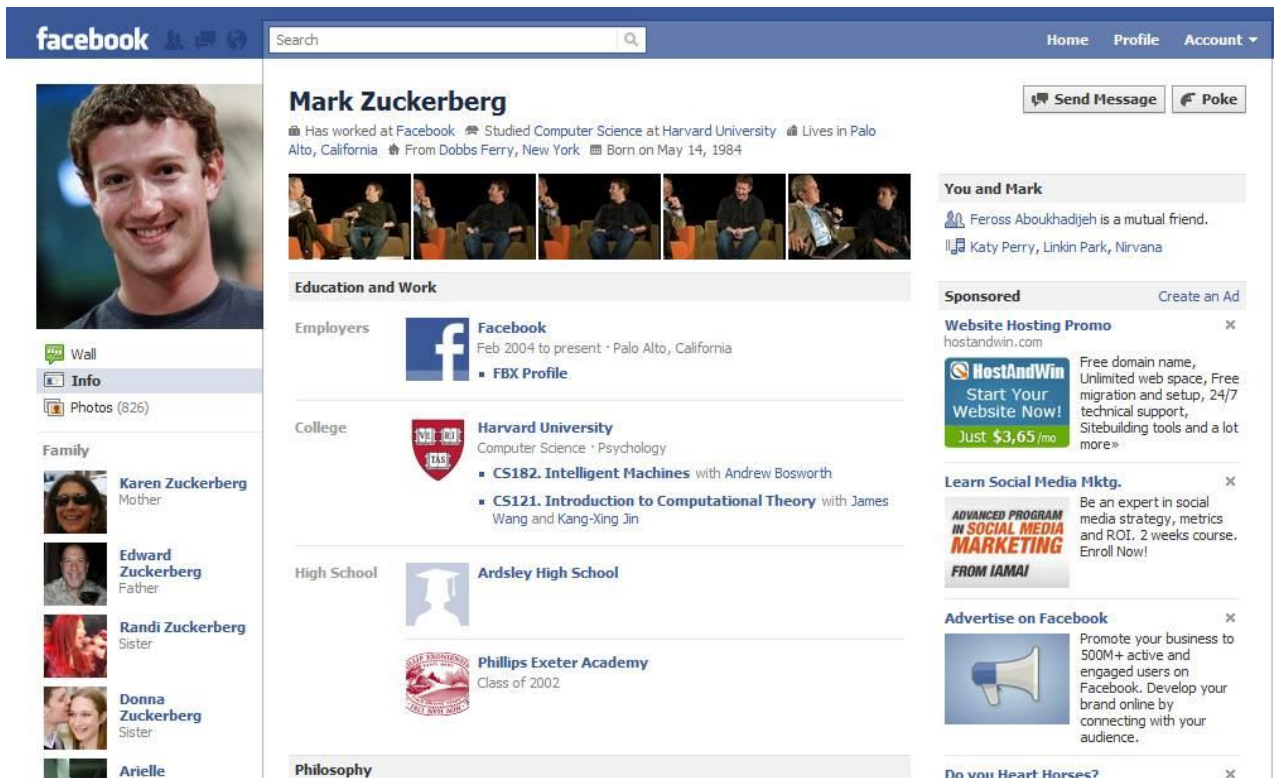 facebook
Search
Home Profile Account
Mark Zuckerberg
Send Message
Poke
Has worked at Facebook Studied Computer Science at Harvard University Lives in Palo
Alto, California From Dobbs Ferry, New York Born on May 14, 1984
Wall
Info
Photos (826)
Family
Karen Zuckerberg
Mother
Edward
Zuckerberg
Father
Randi Zuckerberg
Sister
Donna
Zuckerberg
Sister
Arielle
Education and Work
Employers
Facebook
Feb 2004 to present · Palo Alto, California
▪ FBX Profile
College
VE RI
TAS
Harvard University
Computer Science · Psychology
▪ CS182. Intelligent Machines with Andrew Bosworth
▪ CS121. Introduction to Computational Theory with James
Wang and Kang-Xing Jin
High School
Ardsley High School
Phillips Exeter Academy
Class of 2002
Philosophy
You and Mark
Feross Aboukhadijeh is a mutual friend.
Katy Perry, Linkin Park, Nirvana
Sponsored
Create an Ad
Website Hosting Promo
hostandwin.com
HostAndWin
Start Your
Website Now!
Just $3,65/mo
Free domain name,
Unlimited web space, Free
migration and setup, 24/7
technical support,
Sitebuilding tools and a lot
more»
Learn Social Media Mktg.
ADVANCED PROGRAM
IN SOCIAL MEDIA
MARKETING
FROM IAMAI
Be an expert in social
media strategy, metrics
and ROI. 2 weeks course.
Enroll Now!
Advertise on Facebook
Promote your business to
500M+ active and
engaged users on
Facebook. Develop your
brand online by
connecting with your
audience.
Do you Heart Horses?